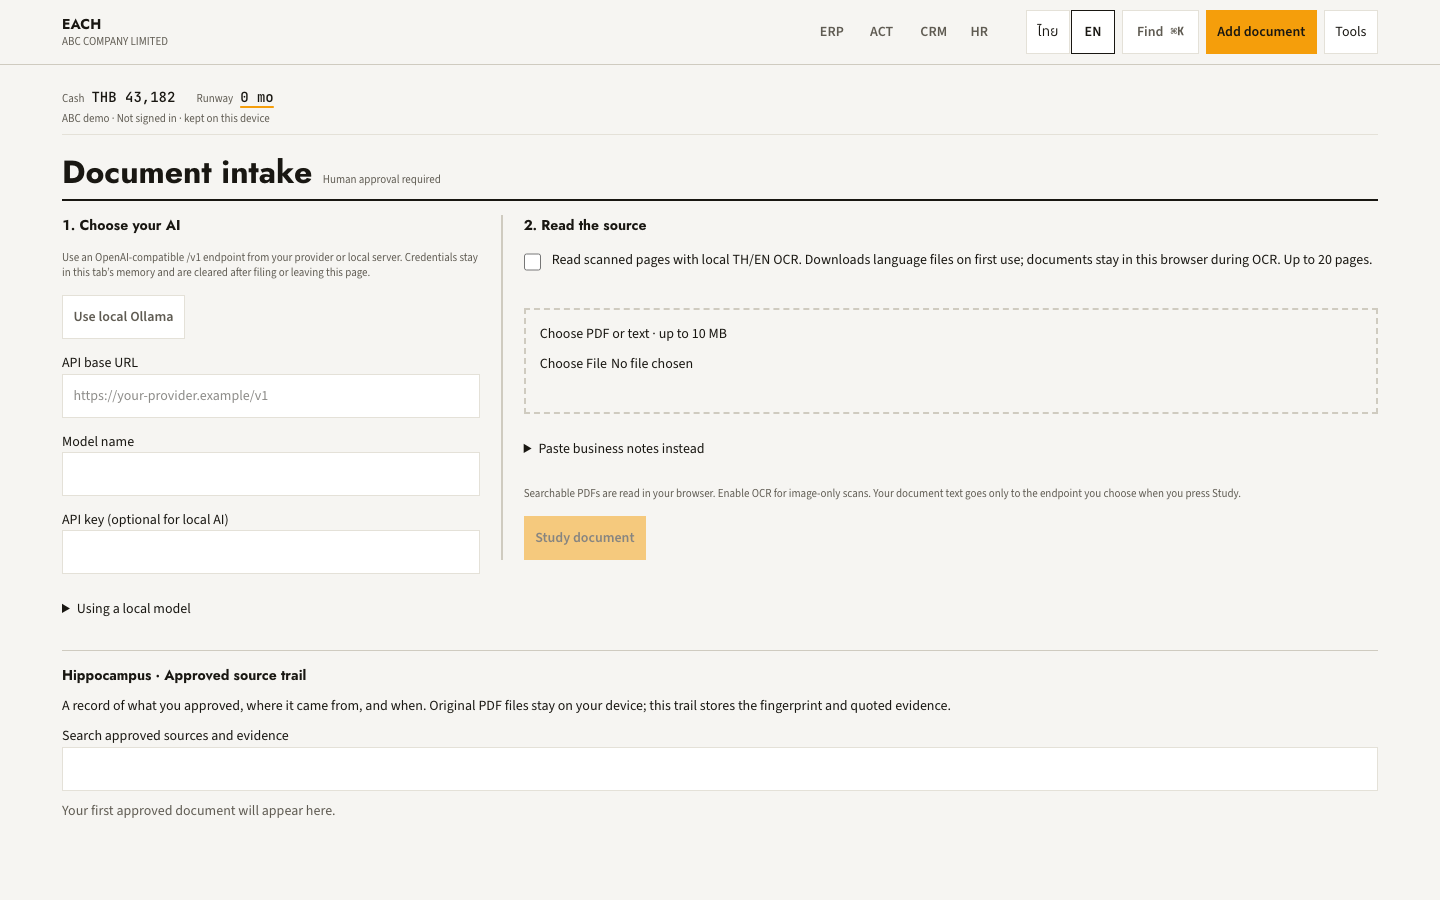 EACH
ABC COMPANY LIMITED
ERP ACT CRM HR ไทย EN Find ⌘K Add document Tools
Cash THB 43,182 Runway 0 mo
ABC demo · Not signed in · kept on this device
Document intake Human approval required
1. Choose your AI
Use an OpenAI-compatible /v1 endpoint from your provider or local server. Credentials stay
in this tab's memory and are cleared after filing or leaving this page.
Use local Ollama
API base URL
https://your-provider.example/v1
Model name
API key (optional for local AI)
▶ Using a local model
2. Read the source
Read scanned pages with local TH/EN OCR. Downloads language files on first use; documents stay in this browser during OCR. Up to 20 pages.
Choose PDF or text · up to 10 MB
Choose File No file chosen
▶ Paste business notes instead
Searchable PDFs are read in your browser. Enable OCR for image-only scans. Your document text goes only to the endpoint you choose when you press Study.
Study document
Hippocampus · Approved source trail
A record of what you approved, where it came from, and when. Original PDF files stay on your device; this trail stores the fingerprint and quoted evidence.
Search approved sources and evidence
Your first approved document will appear here.